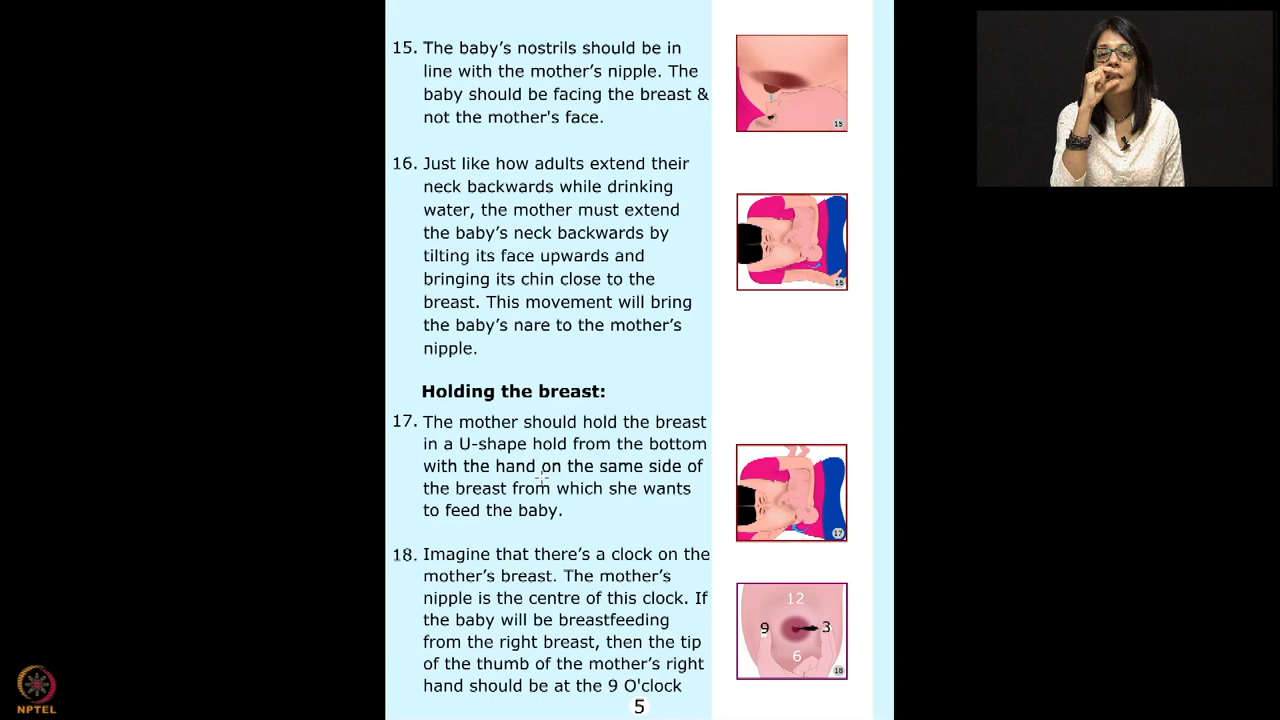 15. The baby's nostrils should be in
line with the mother's nipple. The
baby should be facing the breast &
not the mother's face.
15
16. Just like how adults extend their
neck backwards while drinking
water, the mother must extend
the baby's neck backwards by
tilting its face upwards and
bringing its chin close to the
breast. This movement will bring
the baby's nare to the mother's
nipple.
16
Holding the breast:
17. The mother should hold the breast
in a U-shape hold from the bottom
with the hand on the same side of
the breast from which she wants
to feed the baby.
17
18. Imagine that there's a clock on the
mother's breast. The mother's
nipple is the centre of this clock. If
the baby will be breastfeeding
from the right breast, then the tip
of the thumb of the mother's right
hand should be at the 9 O'clock
12
9 3
6
18
5
NPTEL